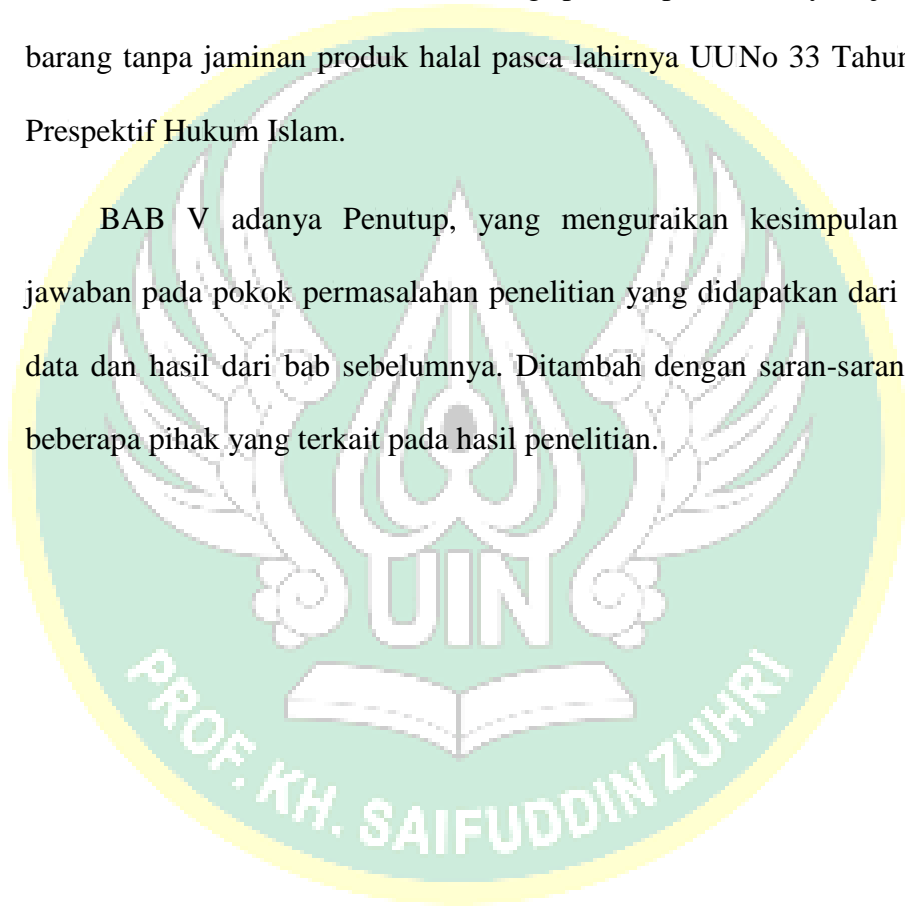 barang tanpa jaminan produk halal pasca lahirnya UUNo 33 Tahun
Prespektif Hukum Islam.
BAB V adanya Penutup, yang menguraikan kesimpulan
jawaban pada pokok permasalahan penelitian yang didapatkan dari
data dan hasil dari bab sebelumnya. Ditambah dengan saran-saran
beberapa pihak yang terkait pada hasil penelitian.
UIN
PROF. KH. SAIFUDDIN ZUHRI